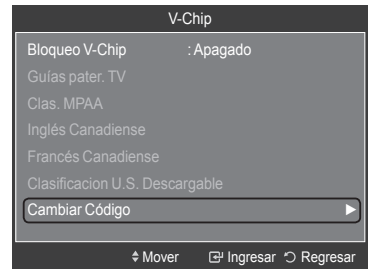 V-Chip
Bloqueo V-Chip : Apagado
Guías pater. TV
Clas. MPAA
Inglés Canadiense
Francés Canadiense
Clasificacion U.S. Descargable
Cambiar Código
Mover Ingresar Regresar